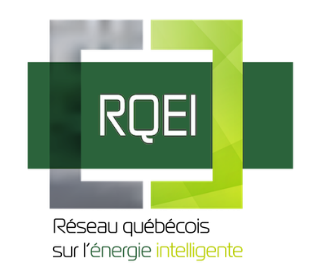 RQEI
Réseau québécois
sur l'énergie intelligente